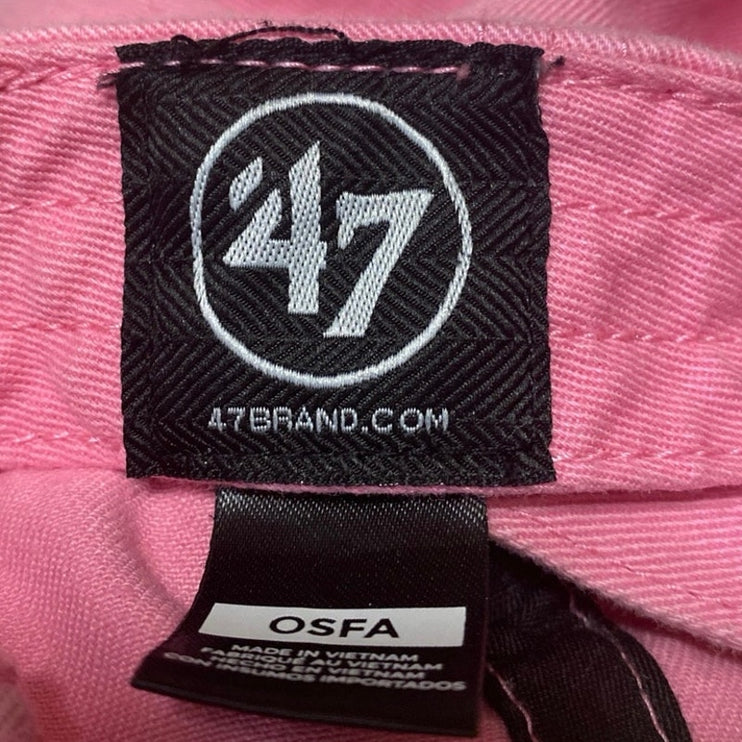 '47
47BRAND.COM
OSFA
MADE IN VIETNAM
FABRIQUÉ AU VIETNAM
HECHO EN VIETNAM
CON INSUMOS IMPORTADOS